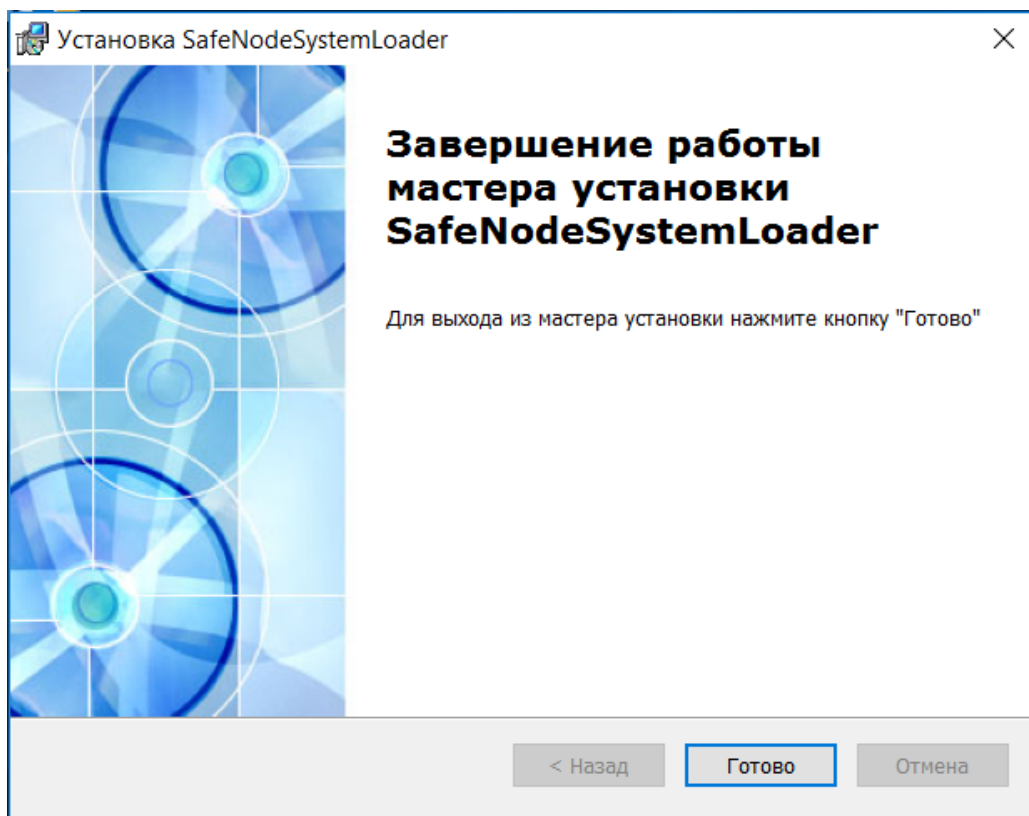 Установка SafeNodeSystemLoader
Завершение работы
мастера установки
SafeNodeSystemLoader
Для выхода из мастера установки нажмите кнопку "Готово"
< Назад
Готово
Отмена